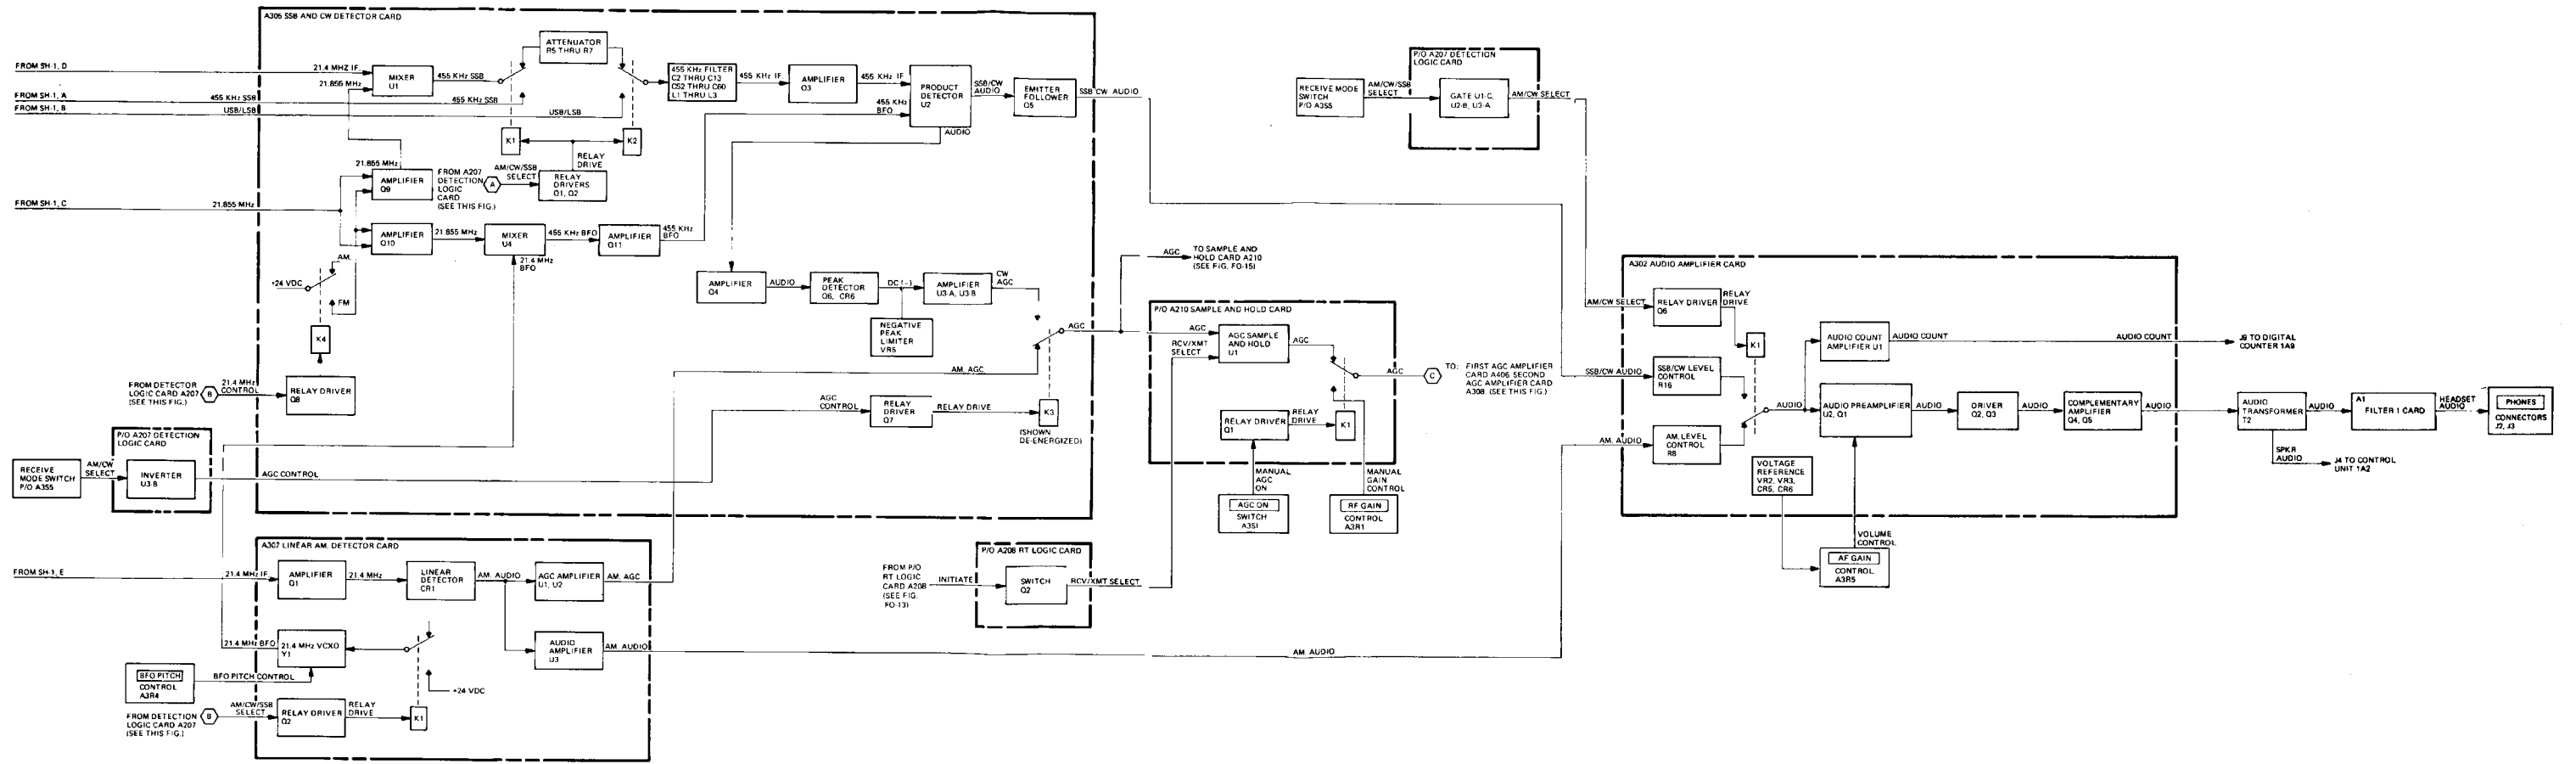 A305 SSB AND CW DETECTOR CARD
ATTENUATOR
R5 THRU R7
FROM SH-1, D
21.4 MHZ IF
21.855 MHz
MIXER
U1
455 KHz SSB
455 KHz FILTER
C2 THRU C13
C52 THRU C60
L1 THRU L3
455 KHz IF
AMPLIFIER
Q3
455 KHz IF
455 KHz
BFO
PRODUCT
DETECTOR
U2
SSB/CW
AUDIO
EMITTER
FOLLOWER
Q5
SSB CW AUDIO
AUDIO
FROM SH-1, A
455 KHz SSB
455 KHz SSB
FROM SH-1, B
USB/LSB
USB/LSB
K1
K2
RELAY
DRIVE
21.855 MHz
AMPLIFIER
Q9
FROM A207
DETECTION
LOGIC
CARD
(SEE THIS FIG.)
A
AM/CW/SSB
SELECT
RELAY
DRIVERS
Q1, Q2
FROM SH-1, C
21.855 MHz
AMPLIFIER
Q10
21.855 MHz
MIXER
U4
455 KHz BFO
AMPLIFIER
Q11
455 KHz
BFO
21.4 MHz
BFO
AM.
+24 VDC
FM
K4
AMPLIFIER
Q4
AUDIO
PEAK
DETECTOR
Q6, CR6
DC (-)
AMPLIFIER
U3-A, U3-B
CW
AGC
NEGATIVE
PEAK
LIMITER
VR5
AGC
AGC
TO SAMPLE AND
HOLD CARD A210
(SEE FIG. FO-15)
FROM DETECTOR
LOGIC CARD A207
(SEE THIS FIG.)
B
21.4 MHz
CONTROL
RELAY DRIVER
Q8
AM, AGC
AGC
CONTROL
RELAY
DRIVER
Q7
RELAY DRIVE
K3
(SHOWN
DE-ENERGIZED)
RECEIVE
MODE SWITCH
P/O A3S5
AM/CW
SELECT
P/O A207 DETECTION
LOGIC CARD
INVERTER
U3-B
AGC CONTROL
RECEIVE MODE
SWITCH
P/O A3S5
AM/CW/SSB
SELECT
P/O A207 DETECTION
LOGIC CARD
GATE U1-C,
U2-B, U3-A
AM/CW SELECT
P/O A210 SAMPLE AND HOLD CARD
AGC
RCV/XMT
SELECT
AGC SAMPLE
AND HOLD
U1
AGC
RELAY DRIVER
Q1
RELAY
DRIVE
K1
AGC
C
TO: FIRST AGC AMPLIFIER
CARD A406, SECOND
AGC AMPLIFIER CARD
A308. (SEE THIS FIG.)
MANUAL
AGC
ON
AGC ON
SWITCH
A3S1
MANUAL
GAIN
CONTROL
RF GAIN
CONTROL
A3R1
A302 AUDIO AMPLIFIER CARD
AM/CW SELECT
RELAY DRIVER
Q6
RELAY
DRIVE
K1
SSB/CW AUDIO
SSB/CW LEVEL
CONTROL
R16
AM, AUDIO
AM, LEVEL
CONTROL
R8
AUDIO
AUDIO COUNT
AMPLIFIER U1
AUDIO COUNT
AUDIO COUNT
J9 TO DIGITAL
COUNTER 1A9
AUDIO PREAMPLIFIER
U2, Q1
AUDIO
DRIVER
Q2, Q3
AUDIO
COMPLEMENTARY
AMPLIFIER
Q4, Q5
AUDIO
AUDIO
TRANSFORMER
T2
AUDIO
A1
FILTER 1 CARD
HEADSET
AUDIO
PHONES
CONNECTORS
J2, J3
SPKR
AUDIO
J4 TO CONTROL
UNIT 1A2
VOLTAGE
REFERENCE
VR2, VR3,
CR5, CR6
VOLUME
CONTROL
AF GAIN
CONTROL
A3R5
A307 LINEAR AM. DETECTOR CARD
FROM SH-1, E
21.4 MHz IF
AMPLIFIER
Q1
21.4 MHz
LINEAR
DETECTOR
CR1
AM, AUDIO
AGC AMPLIFIER
U1, U2
AM, AGC
21.4 MHz BFO
21.4 MHz VCXO
Y1
AUDIO
AMPLIFIER
U3
AM AUDIO
AM, AUDIO
BFO PITCH
CONTROL
A3R4
BFO PITCH CONTROL
+24 VDC
FROM DETECTION
LOGIC CARD A207
(SEE THIS FIG.)
B
AM/CW/SSB
SELECT
RELAY DRIVER
Q2
RELAY
DRIVE
K1
FROM P/O
RT LOGIC
CARD A208
(SEE FIG.
FO-13)
INITIATE
P/O A208 RT LOGIC CARD
SWITCH
Q2
RCV/XMT SELECT